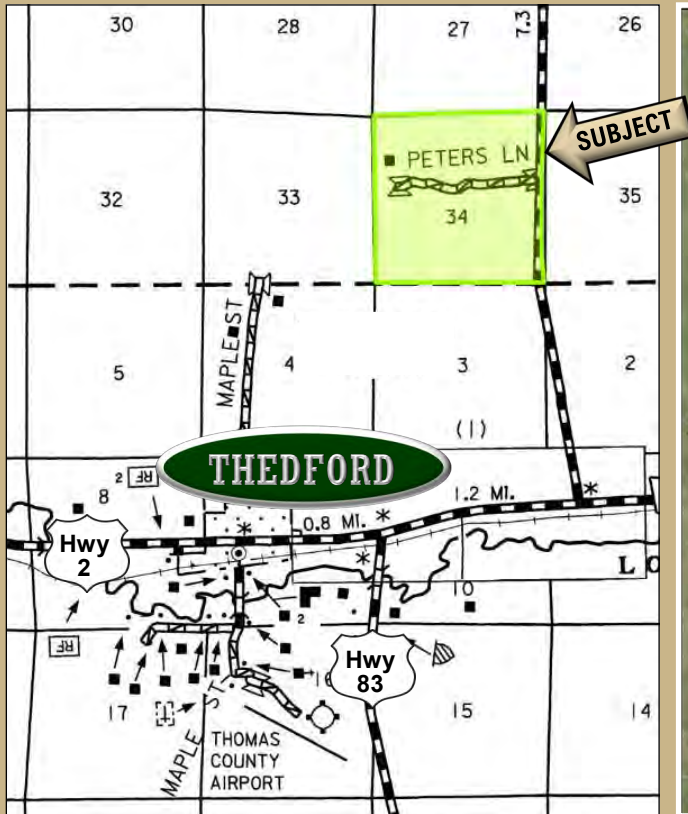 30
28
27
7.3
26
SUBJECT
PETERS LN
32
33
34
35
MAPLE ST
5
4
3
2
(1)
THEDFORD
2
RF
8
0.8 MI.
1.2 MI.
Hwy
2
L O
RF
2
10
Hwy
83
16
17
15
14
MAPLE ST
THOMAS
COUNTY
AIRPORT